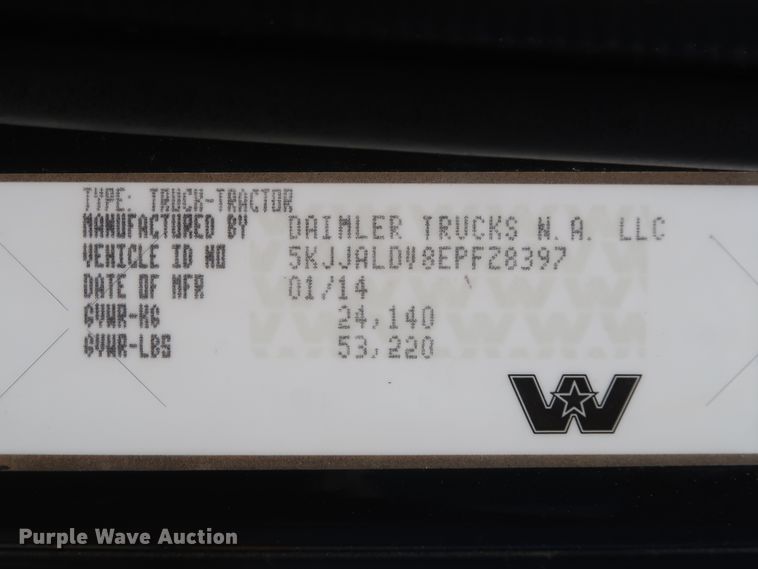 TYPE: TRUCK-TRACTOR
MANUFACTURED BY DAIMLER TRUCKS N.A. LLC
VEHICLE ID NO 5KJJALDV8EPFZ8397
DATE OF MFR 01/14
GVWR-KG 24,140
GVWR-LBS 53,220
Purple Wave Auction